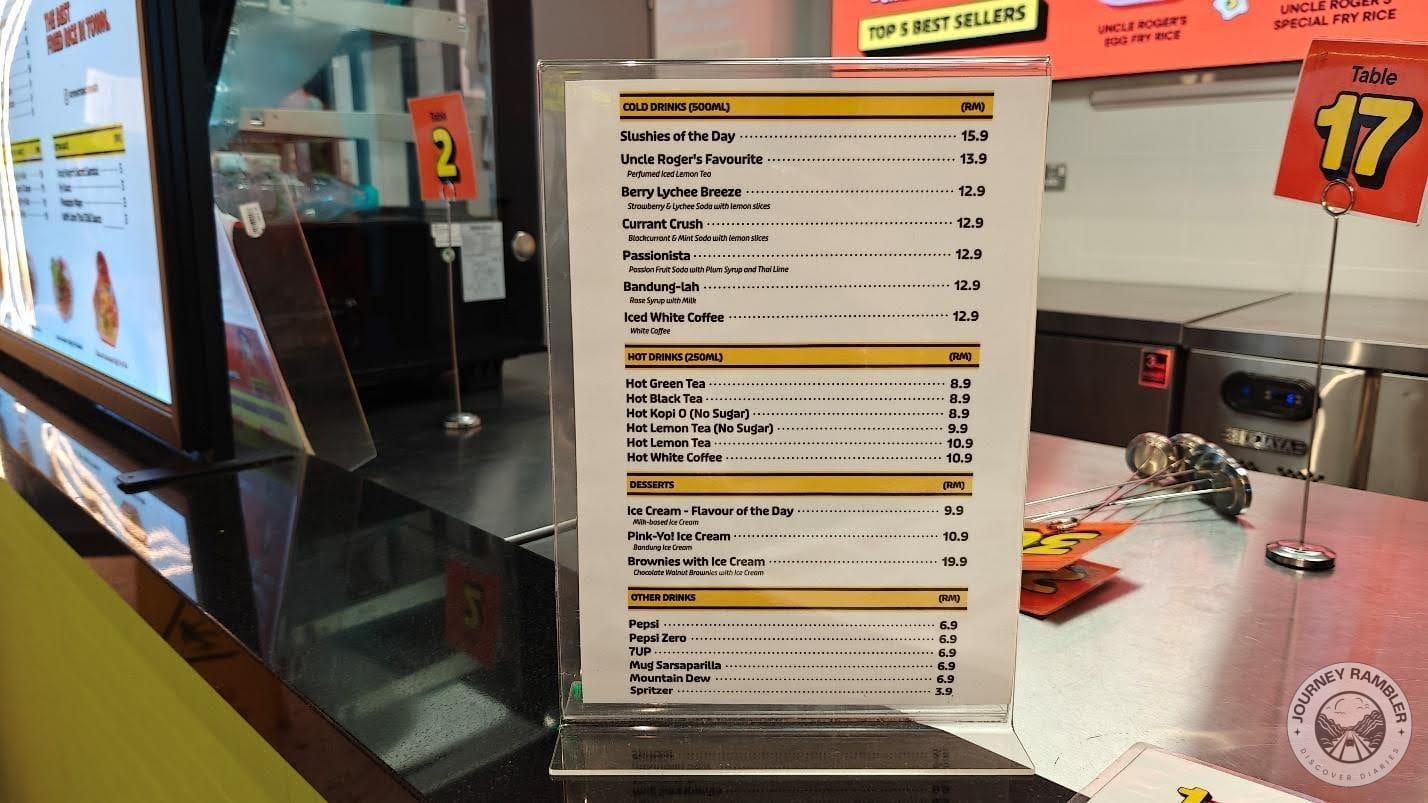 THE BEST
FRIED RICE IN TOWN.
TOP 5 BEST SELLERS
UNCLE ROGER'S
EGG FRY RICE
UNCLE ROGER'S
SPECIAL FRY RICE
Table
2
Table
17
COLD DRINKS (500ML) (RM)
Slushies of the Day 15.9
Uncle Roger's Favourite 13.9
Perfumed Iced Lemon Tea
Berry Lychee Breeze 12.9
Strawberry & Lychee Soda with lemon slices
Currant Crush 12.9
Blackcurrant & Mint Soda with lemon slices
Passionista 12.9
Passion Fruit Soda with Plum Syrup and Thai Lime
Bandung-lah 12.9
Rose Syrup with Milk
Iced White Coffee 12.9
White Coffee
HOT DRINKS (250ML) (RM)
Hot Green Tea 8.9
Hot Black Tea 8.9
Hot Kopi O (No Sugar) 8.9
Hot Lemon Tea (No Sugar) 9.9
Hot Lemon Tea 10.9
Hot White Coffee 10.9
DESSERTS (RM)
Ice Cream - Flavour of the Day 9.9
Milk-based Ice Cream
Pink-Yo! Ice Cream 10.9
Bandung Ice Cream
Brownies with Ice Cream 19.9
Chocolate Walnut Brownies with Ice Cream
OTHER DRINKS (RM)
Pepsi 6.9
Pepsi Zero 6.9
7UP 6.9
Mug Sarsaparilla 6.9
Mountain Dew 6.9
Spritzer 3.9
JOURNEY RAMBLER
DISCOVER DIARIES